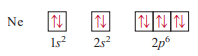 Ne ↑↓ ↑↓ ↑↓ ↑↓ ↑↓
1s² 2s² 2p⁶